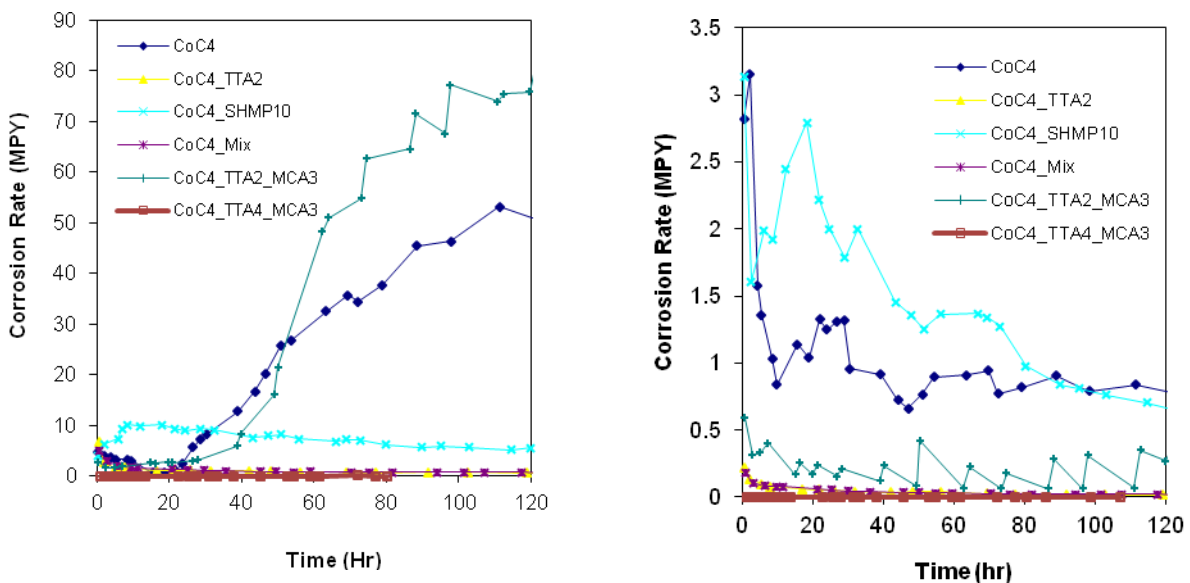 90
80
70
60
50
40
30
20
10
0
Corrosion Rate (MPY)
CoC4
CoC4_TTA2
CoC4_SHMP10
CoC4_Mix
CoC4_TTA2_MCA3
CoC4_TTA4_MCA3
0 20 40 60 80 100 120
Time (Hr)
3.5
3
2.5
2
1.5
1
0.5
0
Corrosion Rate (MPY)
CoC4
CoC4_TTA2
CoC4_SHMP10
CoC4_Mix
CoC4_TTA2_MCA3
CoC4_TTA4_MCA3
0 20 40 60 80 100 120
Time (hr)